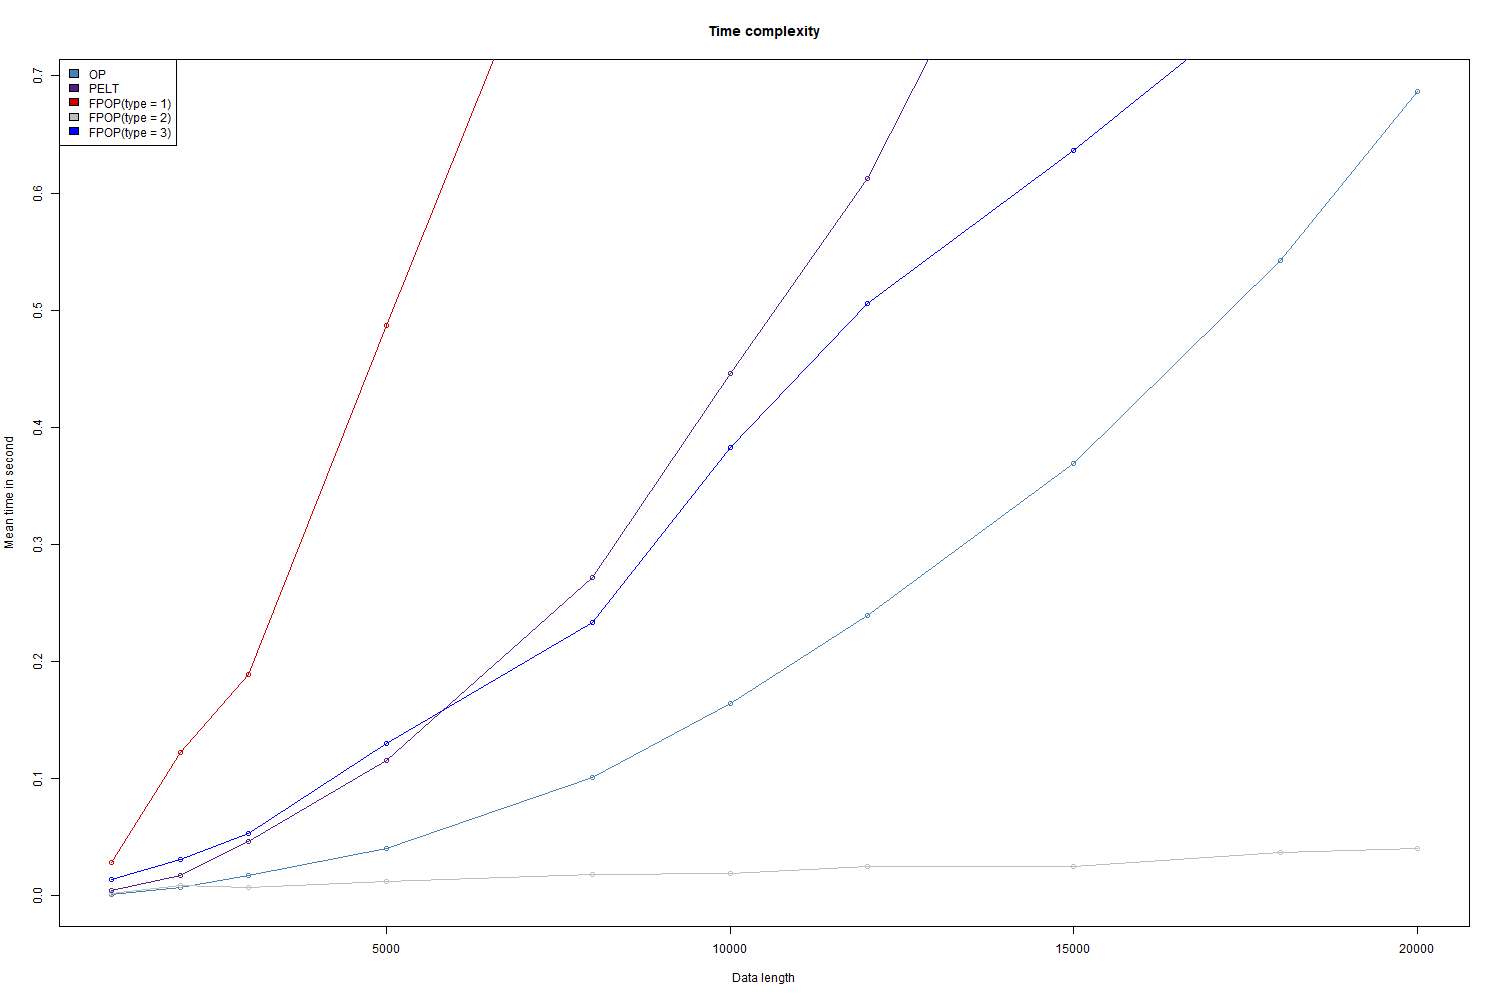 Time complexity
OP
PELT
FPOP(type = 1)
FPOP(type = 2)
FPOP(type = 3)
Mean time in second
0.7
0.6
0.5
0.4
0.3
0.2
0.1
0.0
5000
10000
15000
20000
Data length